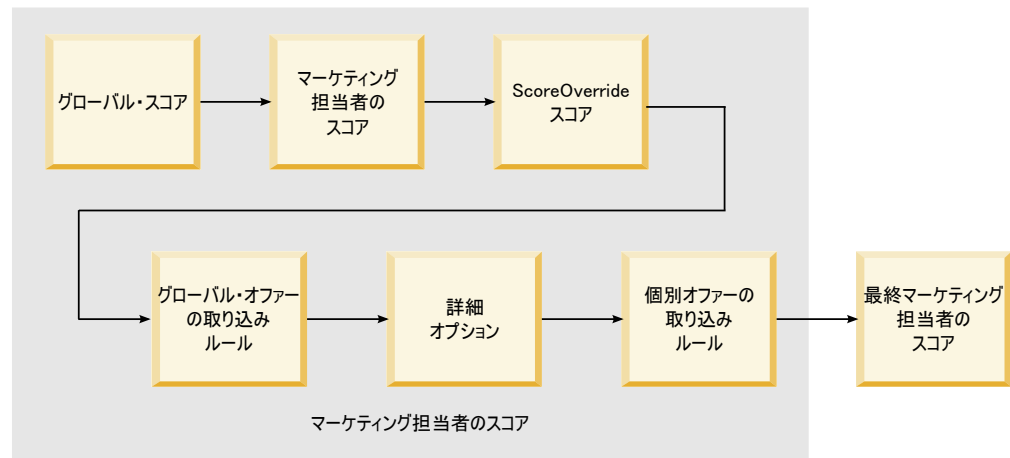 グローバル・スコア
マーケティング
担当者の
スコア
ScoreOverride
スコア
グローバル・オファー
の取り込み
ルール
詳細
オプション
個別オファーの
取り込み
ルール
最終マーケティング
担当者の
スコア
マーケティング担当者のスコア